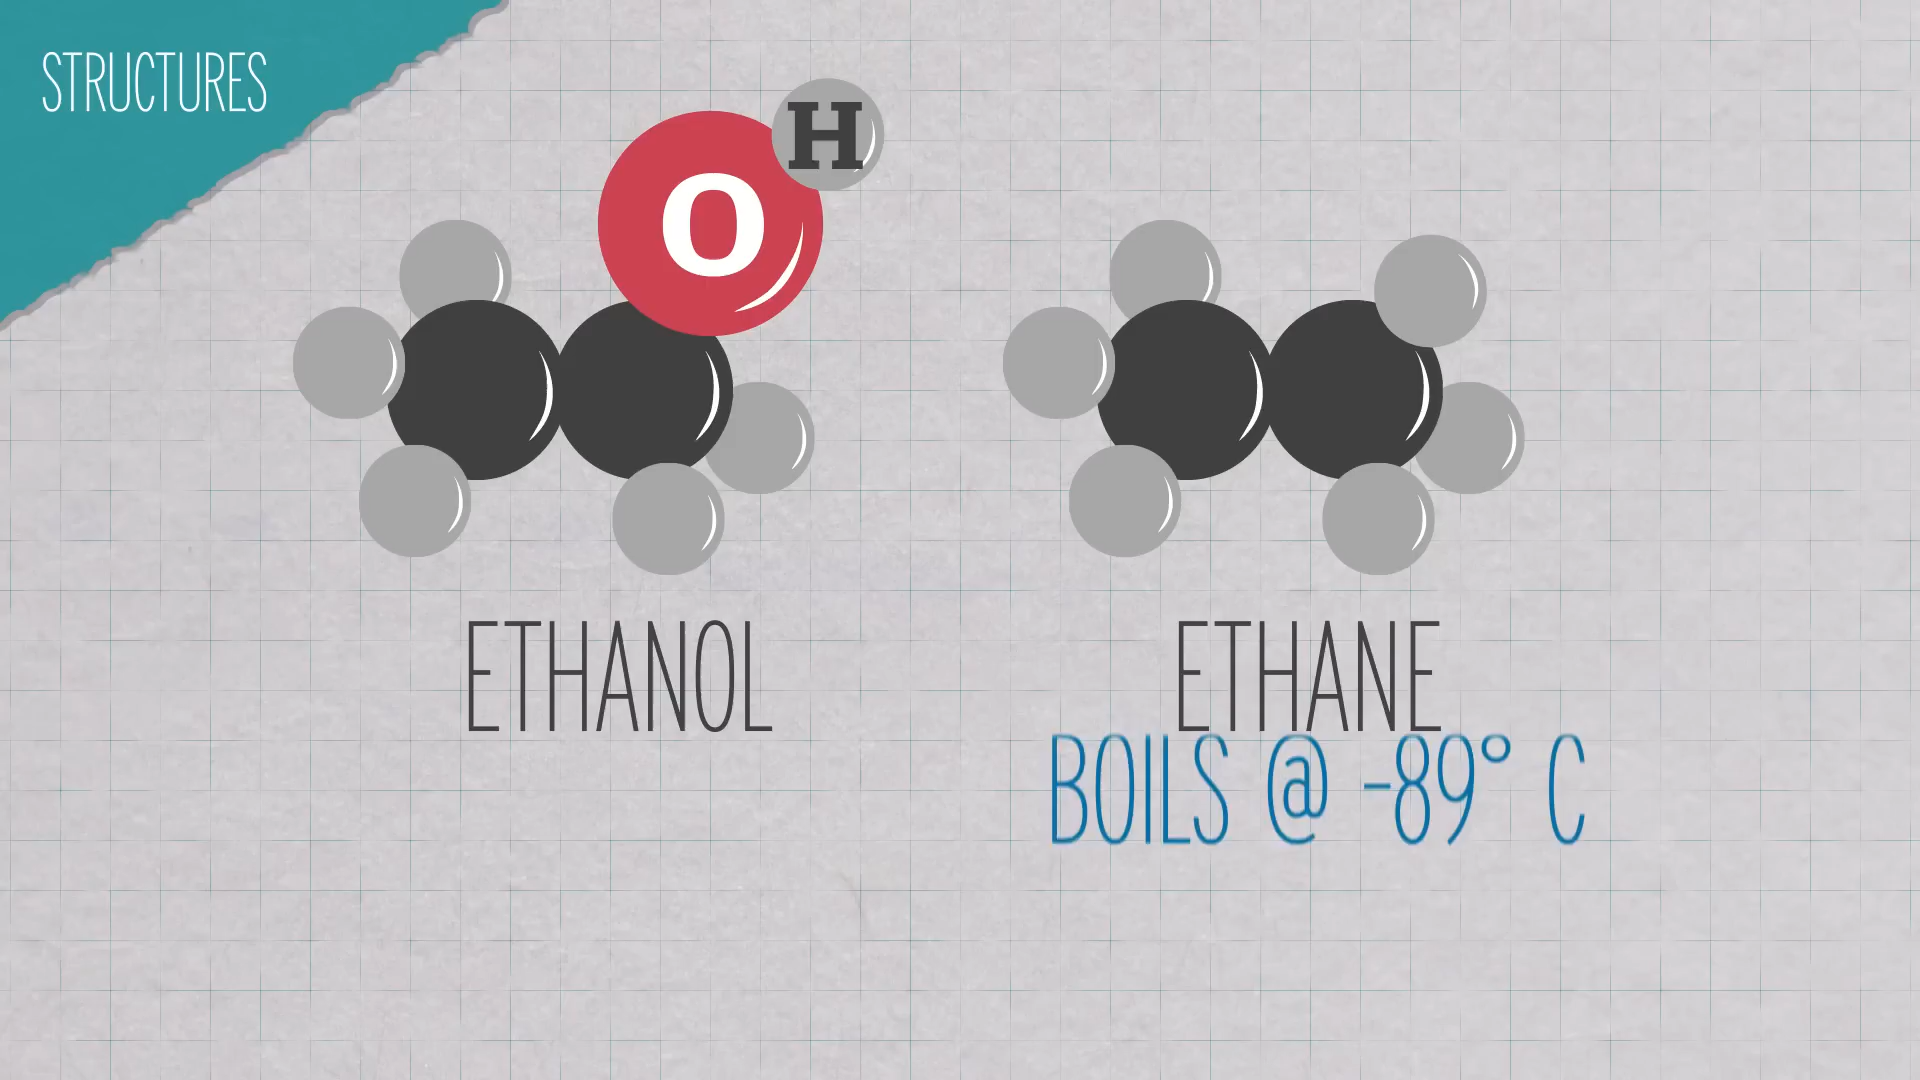 STRUCTURES
H
O
ETHANOL
ETHANE
BOILS @ -89° C